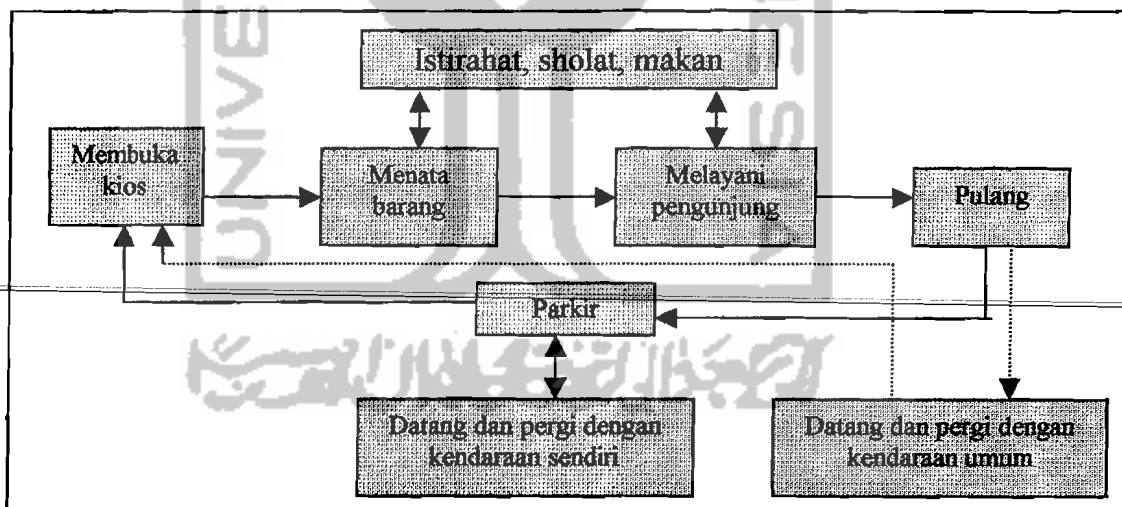 Istirahat, sholat, makan
Membuka
kios
Menata
barang
Melayani
pengunjung
Pulang
Parkir
Datang dan pergi dengan
kendaraan sendiri
Datang dan pergi dengan
kendaraan umum
UNIVE